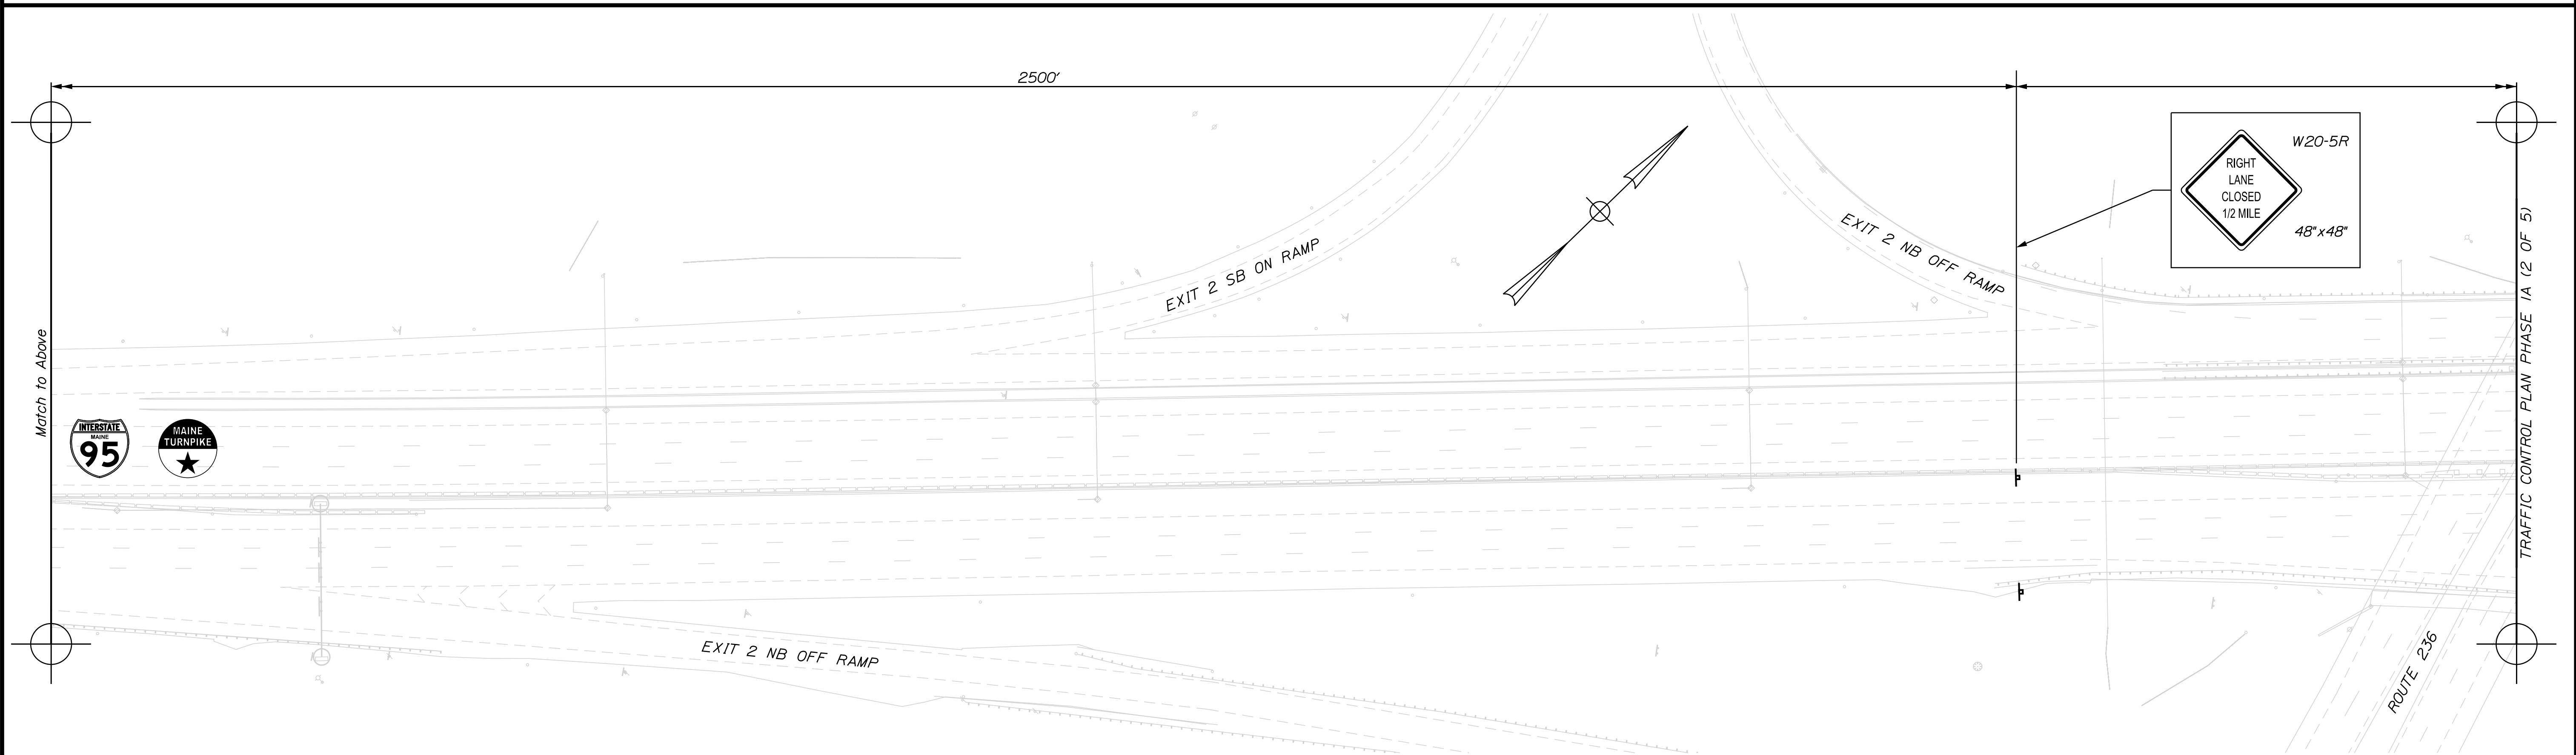 2500'
W20-5R
RIGHT
LANE
CLOSED
1/2 MILE
48"x48"
EXIT 2 SB ON RAMP
EXIT 2 NB OFF RAMP
Match to Above
INTERSTATE
MAINE
95
MAINE
TURNPIKE
EXIT 2 NB OFF RAMP
ROUTE 236
TRAFFIC CONTROL PLAN PHASE 1A (2 OF 5)